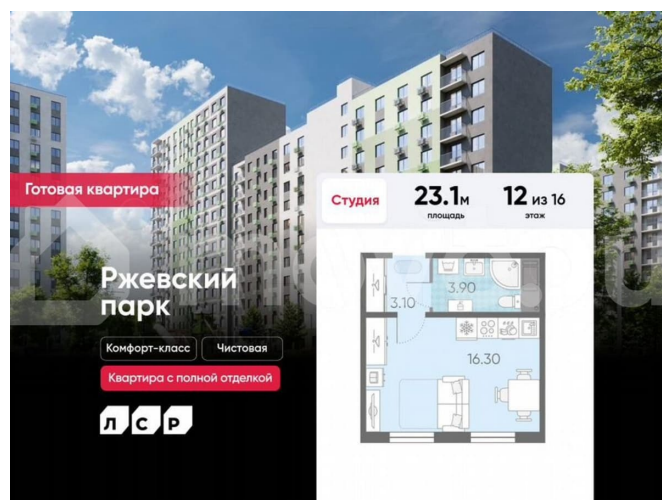 Готовая квартира
Студия
23.1м
площадь
12 из 16
этаж
Ржевский
парк
3.90
3.10
16.30
Комфорт-класс
Чистовая
Квартира с полной отделкой
ЛСР